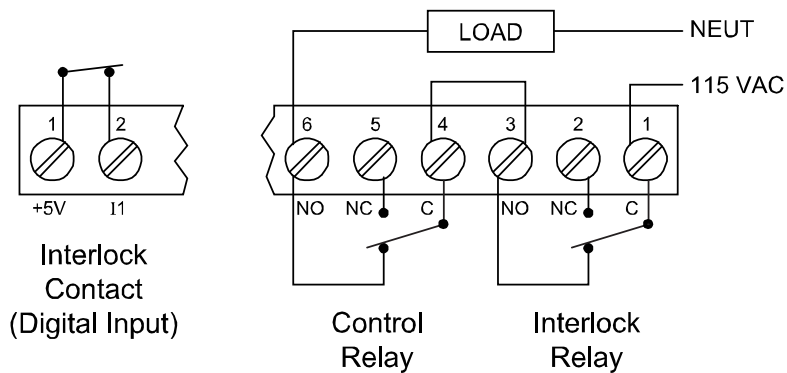 LOAD
NEUT
115 VAC
1 2
6 5 4 3 2 1
+5V I1
NO NC C NO NC C
Interlock
Contact
(Digital Input)
Control
Relay
Interlock
Relay